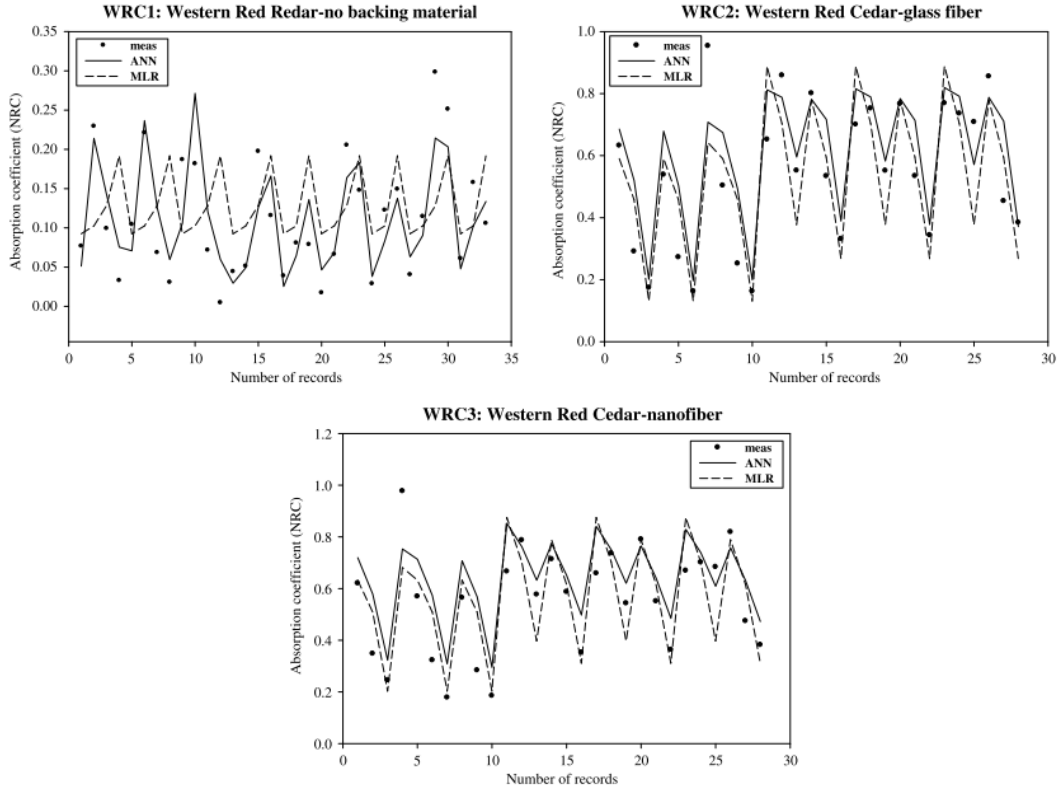 WRC1: Western Red Redar-no backing material
0.35
0.30
0.25
0.20
0.15
0.10
0.05
0.00
Absorption coefficient (NRC)
meas
ANN
MLR
0 5 10 15 20 25 30 35
Number of records
WRC2: Western Red Cedar-glass fiber
1.0
0.8
0.6
0.4
0.2
0.0
Absorption coefficient (NRC)
meas
ANN
MLR
0 5 10 15 20 25 30
Number of records
WRC3: Western Red Cedar-nanofiber
1.2
1.0
0.8
0.6
0.4
0.2
0.0
Absorption coefficient (NRC)
meas
ANN
MLR
0 5 10 15 20 25 30
Number of records